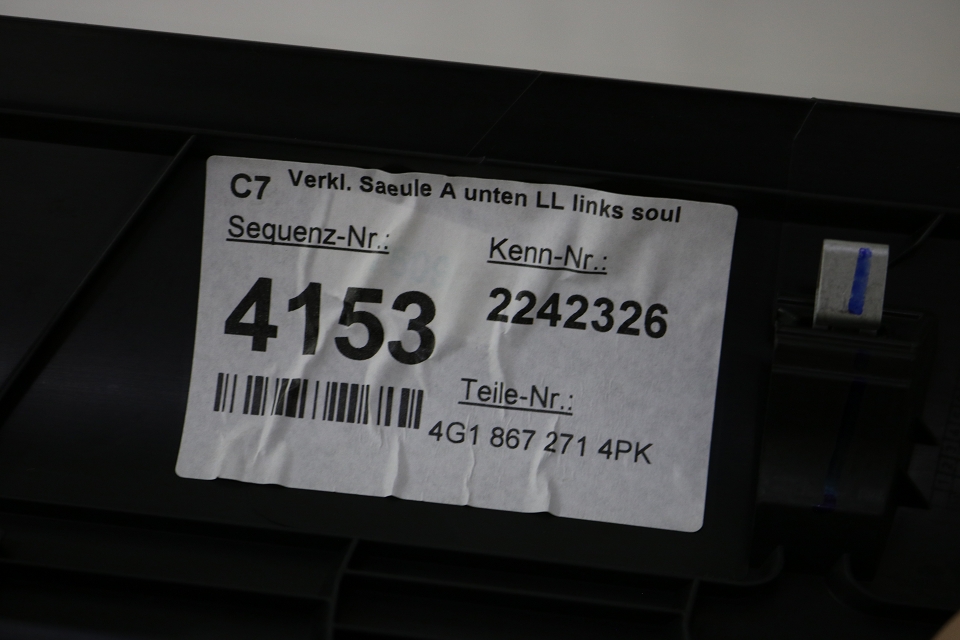 C7 Verkl. Saeule A unten LL links soul
Sequenz-Nr.:
4153
Kenn-Nr.:
2242326
Teile-Nr.:
4G1 867 271 4PK